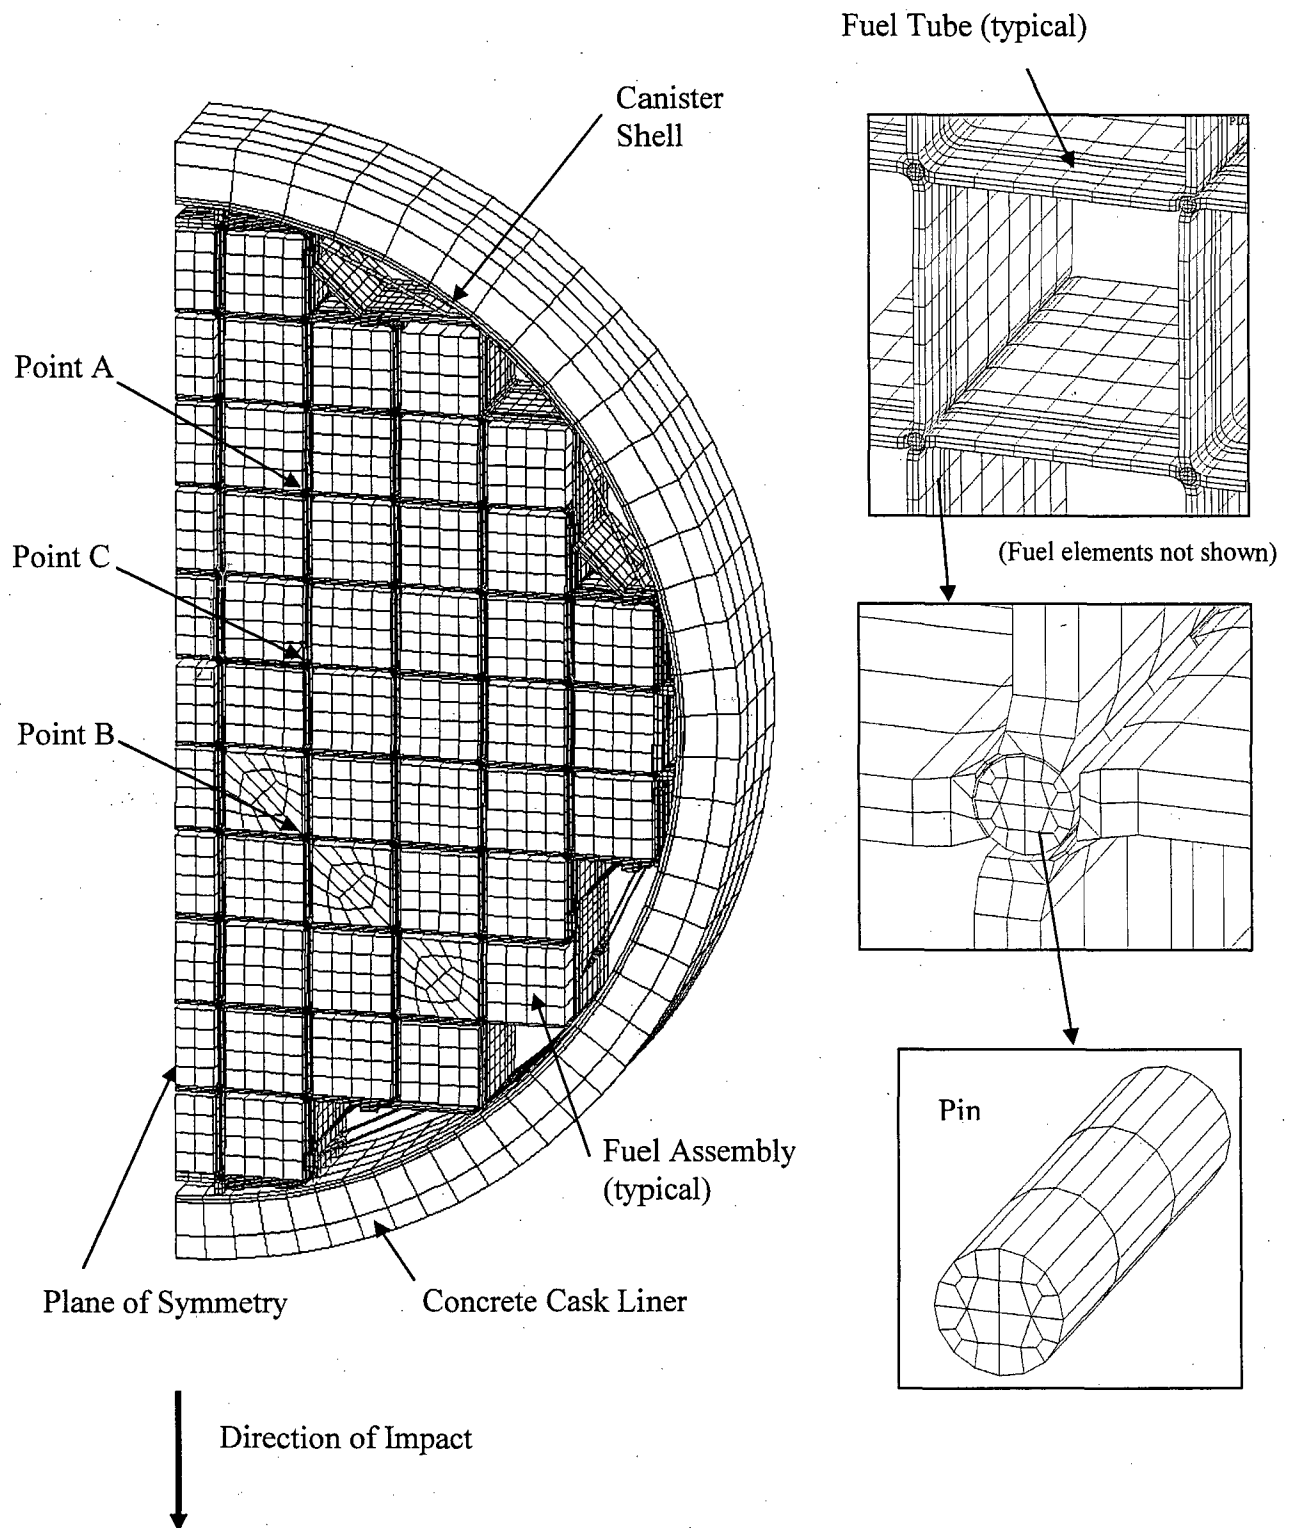 Fuel Tube (typical)
Canister
Shell
Point A
Point C
(Fuel elements not shown)
Point B
Pin
Fuel Assembly
(typical)
Plane of Symmetry
Concrete Cask Liner
Direction of Impact